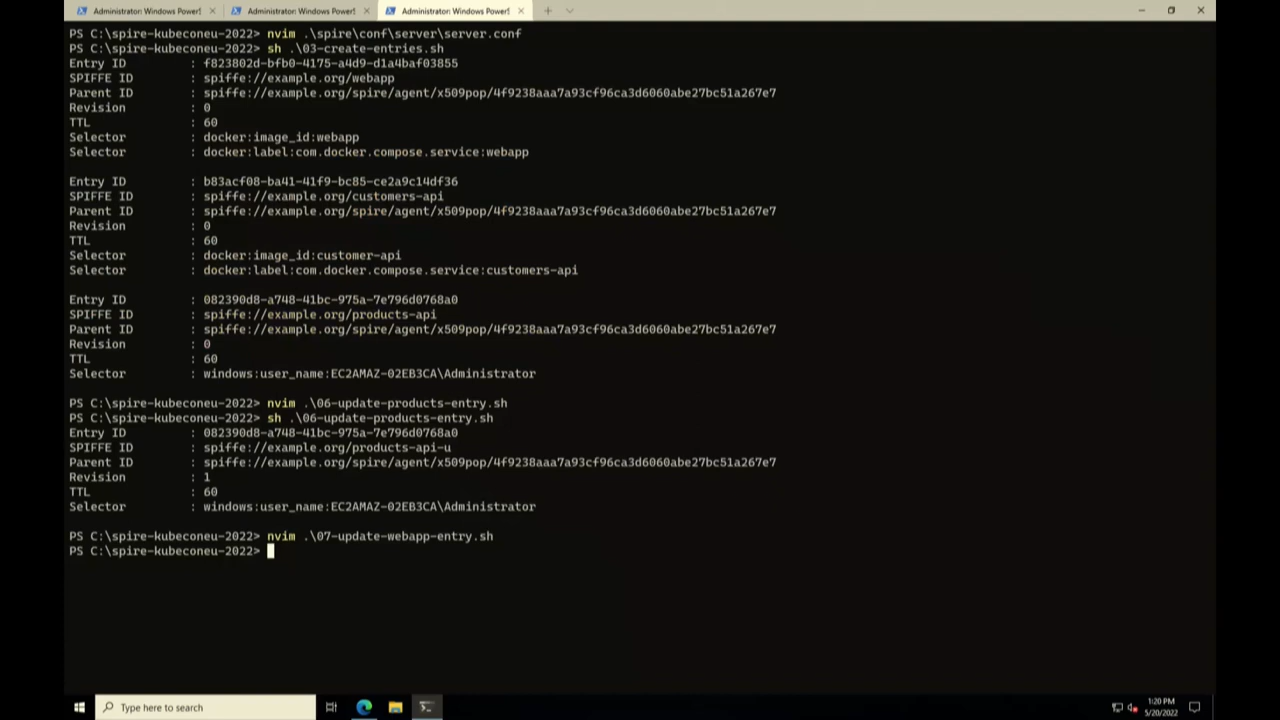 Administrator: Windows PowerS Administrator: Windows PowerS Administrator: Windows PowerS
PS C:\spire-kubeconeu-2022> nvim .\spire\conf\server\server.conf
PS C:\spire-kubeconeu-2022> sh .\03-create-entries.sh
Entry ID : f823802d-bfb0-4175-a4d9-d1a4baf03855
SPIFFE ID : spiffe://example.org/webapp
Parent ID : spiffe://example.org/spire/agent/x509pop/4f9238aaa7a93cf96ca3d6060abe27bc51a267e7
Revision : 0
TTL : 60
Selector : docker:image_id:webapp
Selector : docker:label:com.docker.compose.service:webapp
Entry ID : b83acf08-ba41-41f9-bc85-ce2a9c14df36
SPIFFE ID : spiffe://example.org/customers-api
Parent ID : spiffe://example.org/spire/agent/x509pop/4f9238aaa7a93cf96ca3d6060abe27bc51a267e7
Revision : 0
TTL : 60
Selector : docker:image_id:customer-api
Selector : docker:label:com.docker.compose.service:customers-api
Entry ID : 082390d8-a748-41bc-975a-7e796d0768a0
SPIFFE ID : spiffe://example.org/products-api
Parent ID : spiffe://example.org/spire/agent/x509pop/4f9238aaa7a93cf96ca3d6060abe27bc51a267e7
Revision : 0
TTL : 60
Selector : windows:user_name:EC2AMAZ-02EB3CA\Administrator
PS C:\spire-kubeconeu-2022> nvim .\06-update-products-entry.sh
PS C:\spire-kubeconeu-2022> sh .\06-update-products-entry.sh
Entry ID : 082390d8-a748-41bc-975a-7e796d0768a0
SPIFFE ID : spiffe://example.org/products-api-u
Parent ID : spiffe://example.org/spire/agent/x509pop/4f9238aaa7a93cf96ca3d6060abe27bc51a267e7
Revision : 1
TTL : 60
Selector : windows:user_name:EC2AMAZ-02EB3CA\Administrator
PS C:\spire-kubeconeu-2022> nvim .\07-update-webapp-entry.sh
PS C:\spire-kubeconeu-2022>
Type here to search
1:20 PM
5/20/2022